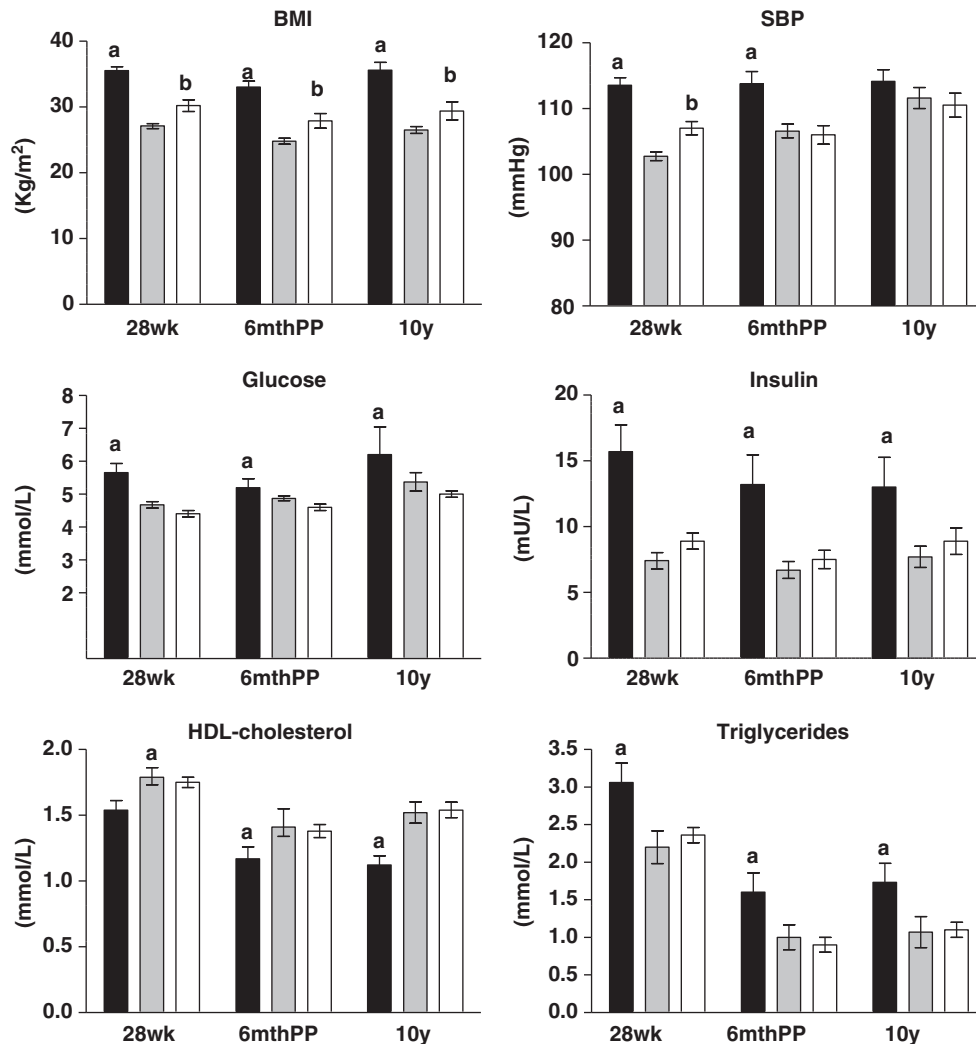 BMI
40
30
20
10
0
(Kg/m²)
a
b
a
b
a
b
28wk
6mthPP
10y
SBP
120
110
100
90
80
(mmHg)
a
b
a
28wk
6mthPP
10y
Glucose
8
7
6
5
4
3
2
(mmol/L)
a
a
a
28wk
6mthPP
10y
Insulin
20
15
10
5
0
(mU/L)
a
a
a
28wk
6mthPP
10y
HDL-cholesterol
2.0
1.5
1.0
0.5
0.0
(mmol/L)
a
a
a
28wk
6mthPP
10y
Triglycerides
3.5
3.0
2.5
2.0
1.5
1.0
0.5
0.0
(mmol/L)
a
a
a
28wk
6mthPP
10y